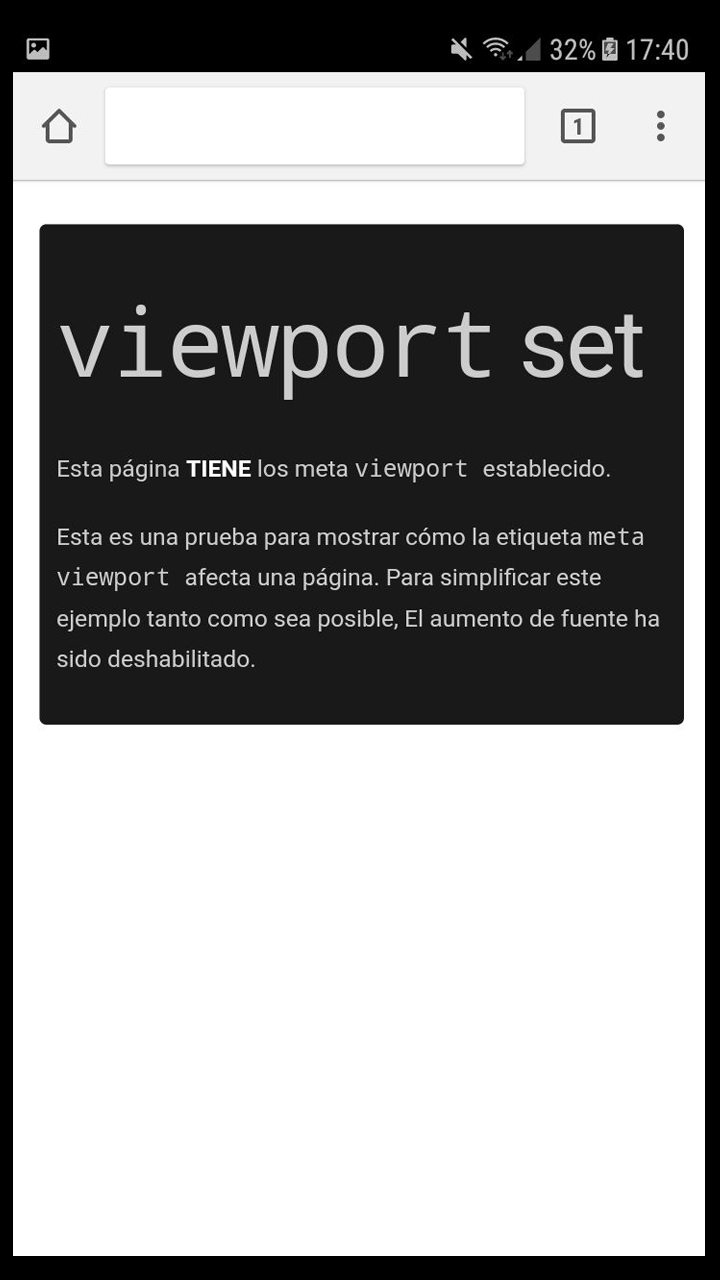 32% 17:40
1
viewport set
Esta página TIENE los meta viewport establecido.
Esta es una prueba para mostrar cómo la etiqueta meta
viewport afecta una página. Para simplificar este
ejemplo tanto como sea posible, El aumento de fuente ha
sido deshabilitado.